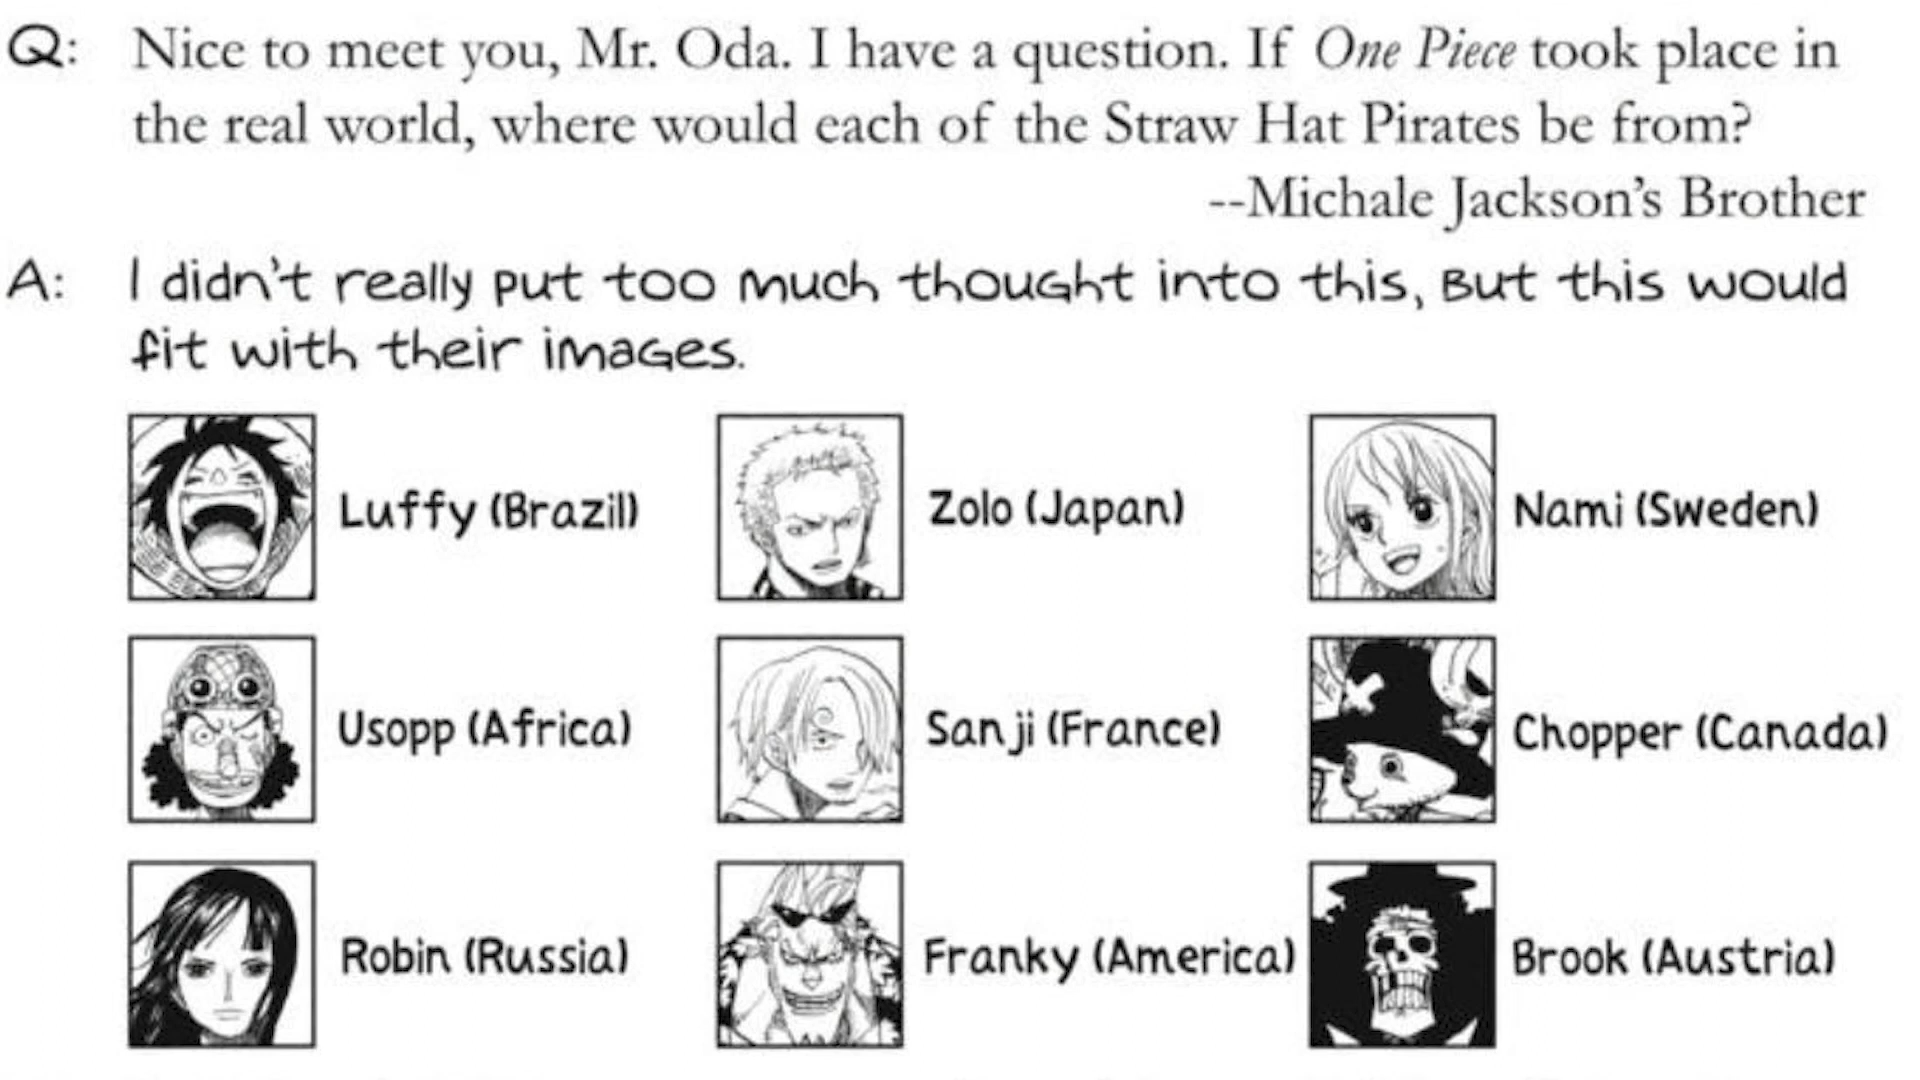 Q: Nice to meet you, Mr. Oda. I have a question. If One Piece took place in
the real world, where would each of the Straw Hat Pirates be from?
--Michale Jackson's Brother
A: I didn't really put too much thought into this, but this would
fit with their images.
Luffy (Brazil)
Zolo (Japan)
Nami (Sweden)
Usopp (Africa)
Sanji (France)
Chopper (Canada)
Robin (Russia)
Franky (America)
Brook (Austria)